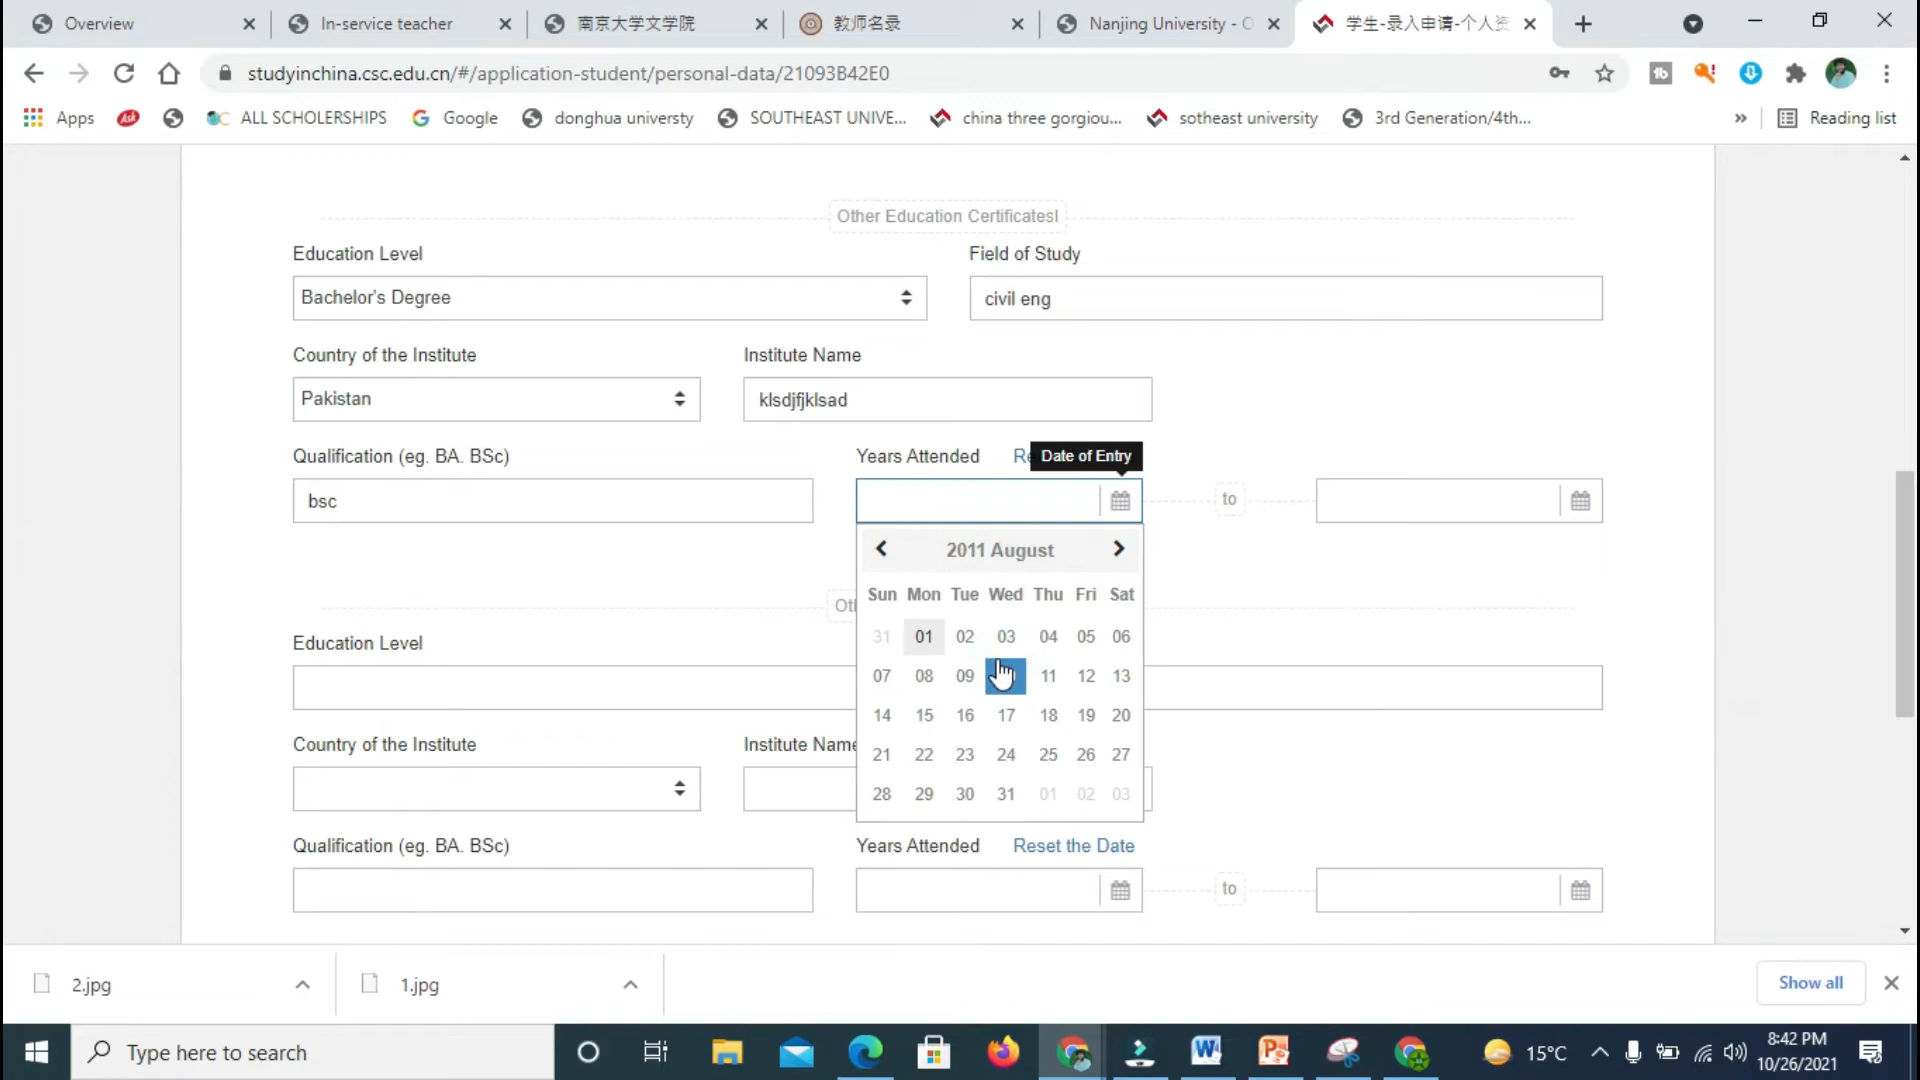 Overview
In-service teacher
南京大学文学院
教师名录
Nanjing University - O
学生-录入申请-个人资
studyinchina.csc.edu.cn/#/application-student/personal-data/21093B42E0
Apps
Ask
ALL SCHOLERSHIPS
Google
donghua universty
SOUTHEAST UNIVE...
china three gorgiou...
sotheast university
3rd Generation/4th...
»
Reading list
Other Education CertificatesI
Education Level
Field of Study
Bachelor's Degree
civil eng
Country of the Institute
Institute Name
Pakistan
klsdjfjklsad
Qualification (eg. BA. BSc)
Years Attended
Date of Entry
bsc
to
2011 August
Sun Mon Tue Wed Thu Fri Sat
31 01 02 03 04 05 06
07 08 09 11 12 13
14 15 16 17 18 19 20
21 22 23 24 25 26 27
28 29 30 31 01 02 03
Education Level
Country of the Institute
Institute Name
Qualification (eg. BA. BSc)
Years Attended
Reset the Date
to
2.jpg
1.jpg
Show all
Type here to search
15°C
8:42 PM
10/26/2021